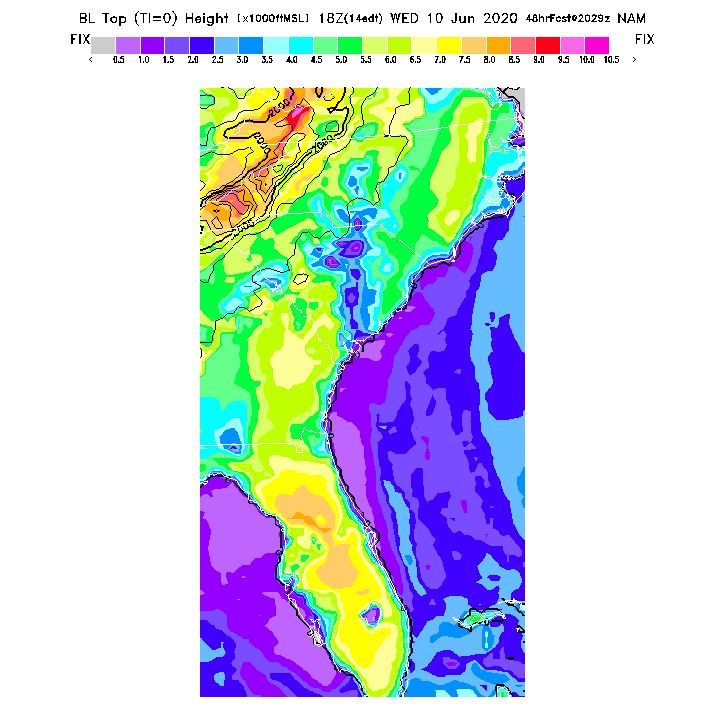 BL Top (TI=0) Height [x1000ftMSL] 18Z(14edt) WED 10 Jun 2020 48hrFcst@2029z NAM
FIX FIX
< 0.5 1.0 1.5 2.0 2.5 3.0 3.5 4.0 4.5 5.0 5.5 6.0 6.5 7.0 7.5 8.0 8.5 9.0 9.5 10.0 10.5 >
2000
2000